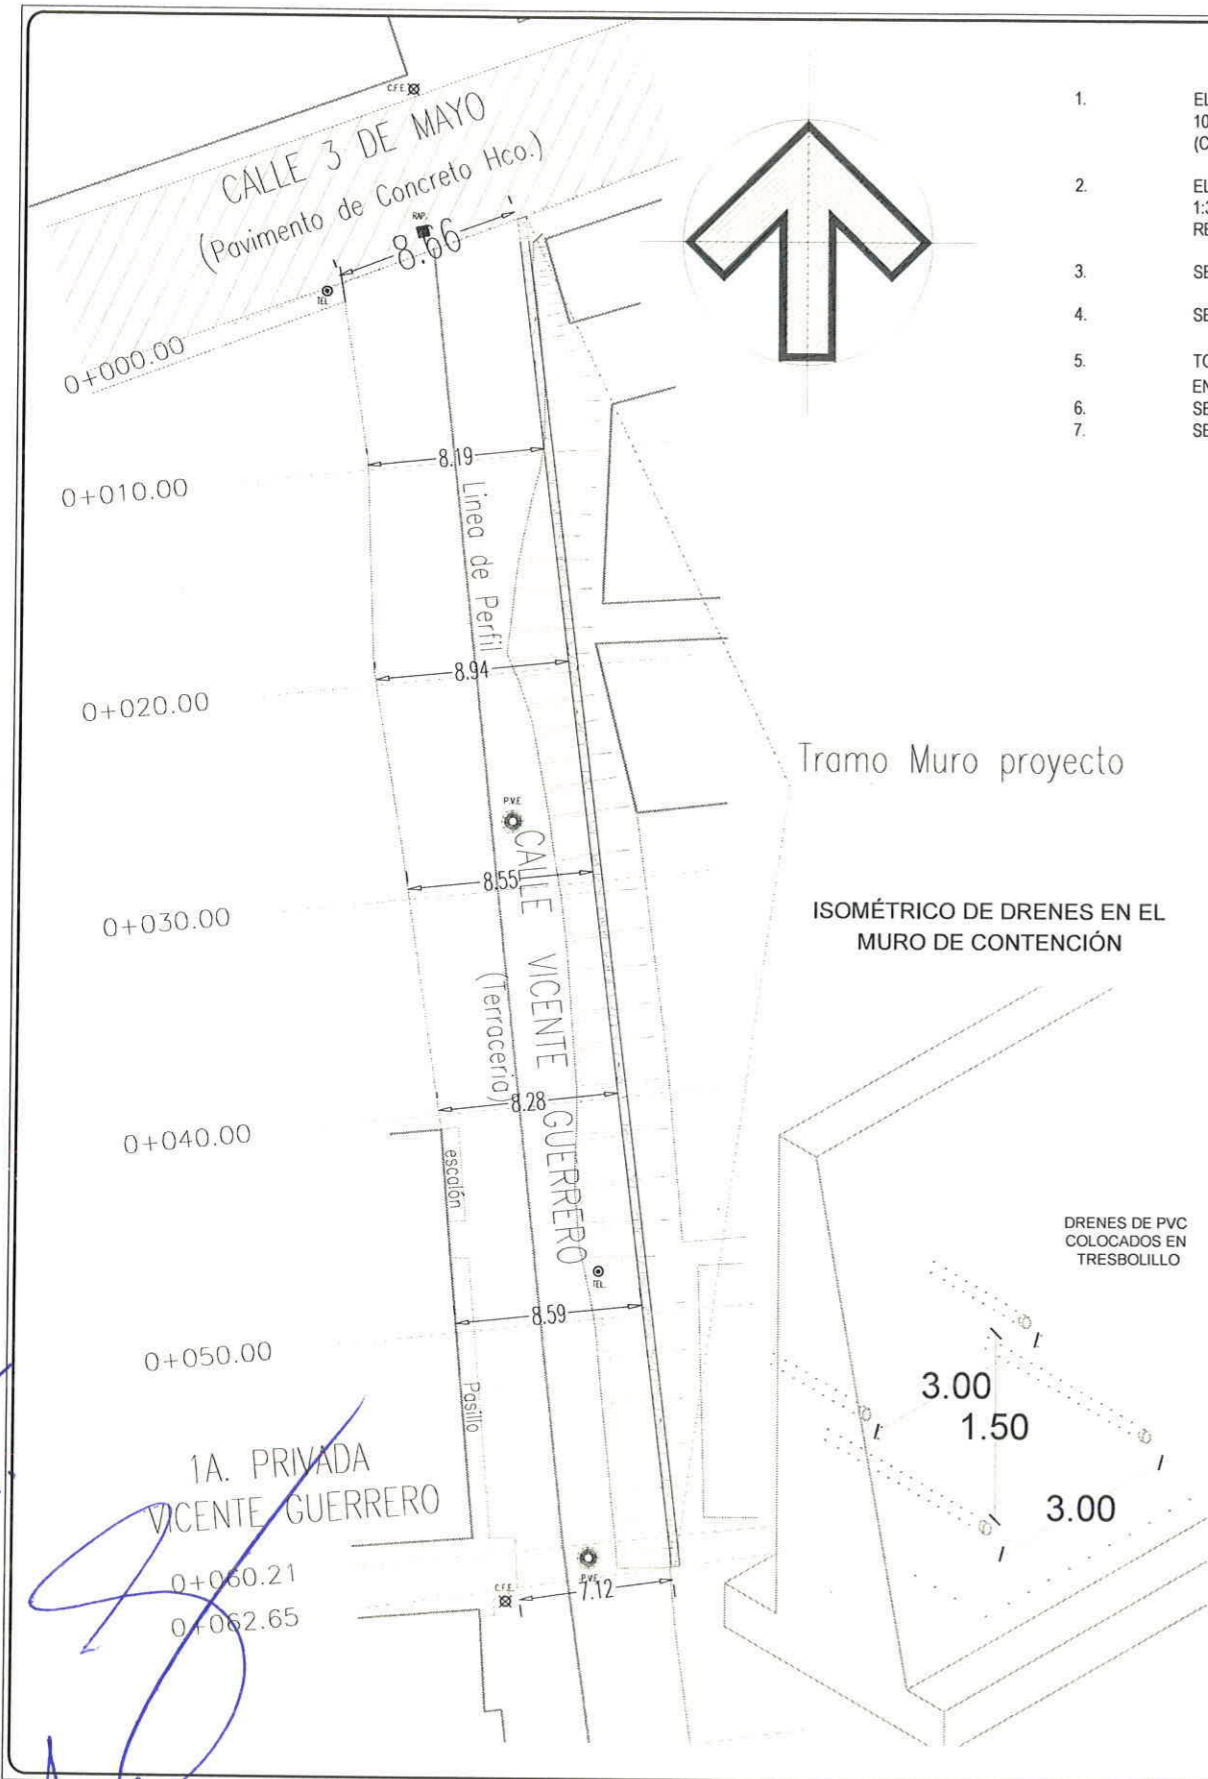 C.F.E.
CALLE 3 DE MAYO
(Pavimento de Concreto Hco.)
8.66
TEL
0+000.00
8.19
0+010.00
Linea de Perfil
8.94
0+020.00
P.V.E
CALLE VICENTE GUERRERO
(Terracería)
8.55
0+030.00
8.28
0+040.00
escalón
TEL.
8.59
0+050.00
Pasillo
1A. PRIVADA
VICENTE GUERRERO
0+060.21
0+062.65
C.F.E.
P.V.E.
7.12
1.
EL
10
(C
2.
EL
1:3
RE
3.
SE
4.
SE
5.
TO
EN
6.
SE
7.
SE
Tramo Muro proyecto
ISOMÉTRICO DE DRENES EN EL
MURO DE CONTENCIÓN
DRENES DE PVC
COLOCADOS EN
TRESBOLILLO
3.00
1.50
3.00